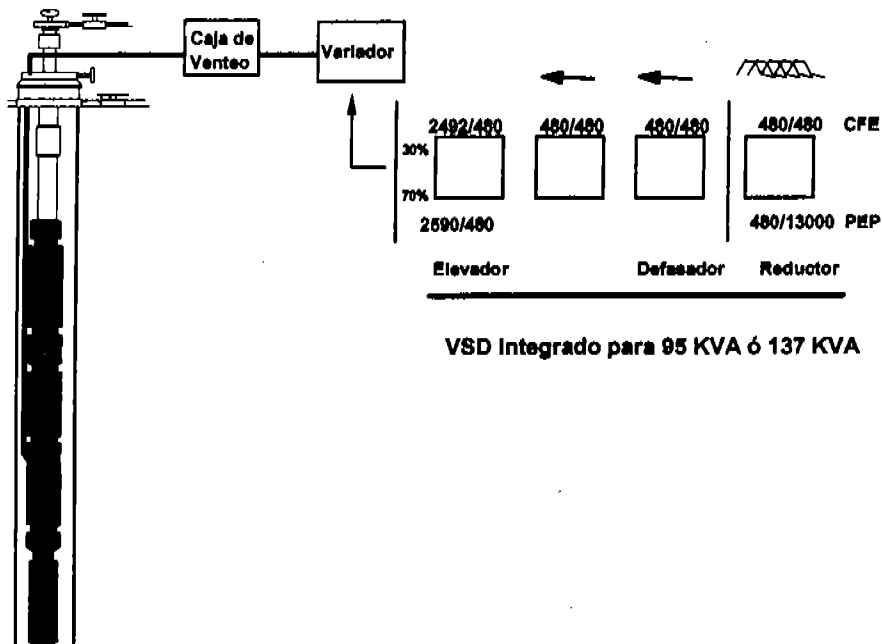 Caja de
Venteo
Variador
2492/480 480/480 480/480 480/480 CFE
30%
70%
2590/480 480/13000 PEP
Elevador Defasador Reductor
VSD Integrado para 95 KVA ó 137 KVA